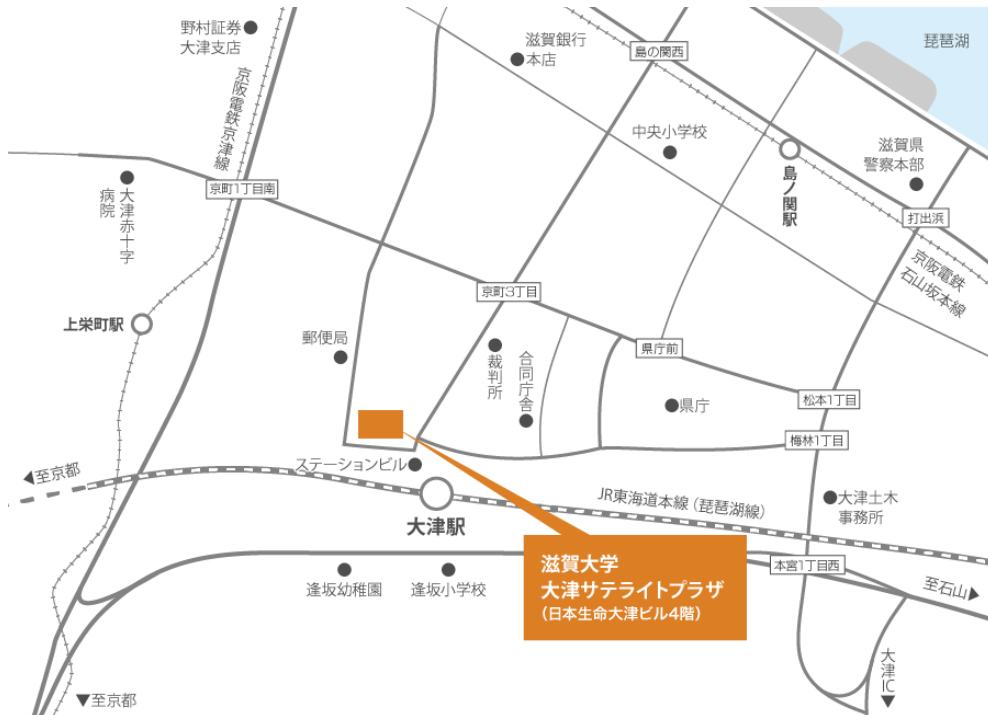 野村証券
大津支店
滋賀銀行
本店
島の関西
琵琶湖
京阪電鉄京津線
中央小学校
滋賀県
警察本部
島ノ関駅
京町1丁目南
大津赤十字
病院
打出浜
京阪電鉄
石山坂本線
京町3丁目
上栄町駅
郵便局
裁判所
合同庁舎
県庁前
県庁
松本1丁目
梅林1丁目
ステーションビル
◀至京都
大津駅
JR東海道本線（琵琶湖線）
大津土木
事務所
滋賀大学
大津サテライトプラザ
（日本生命大津ビル4階）
本宮1丁目西
逢坂幼稚園
逢坂小学校
至石山▶
大津IC▼
▼至京都